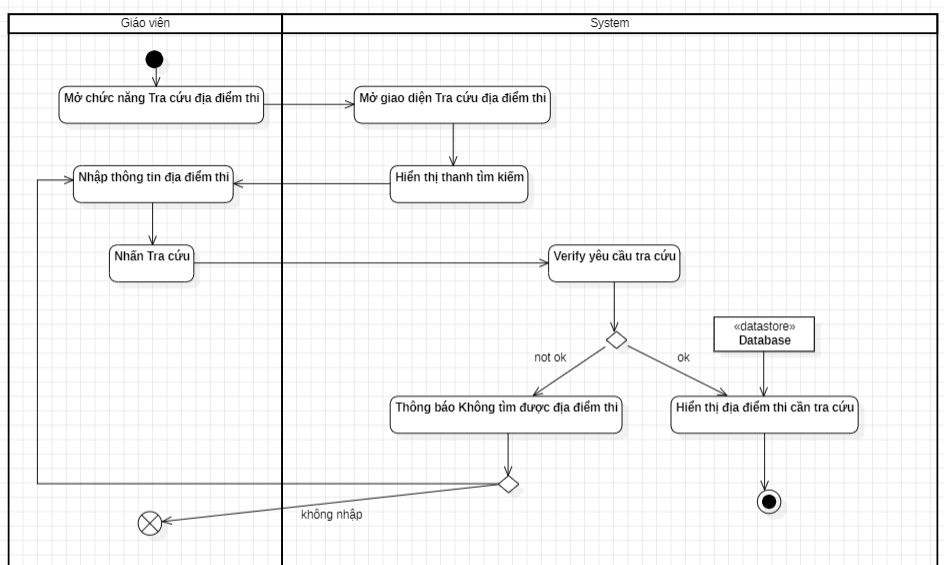 Giáo viên
System
Mở chức năng Tra cứu địa điểm thi
Mở giao diện Tra cứu địa điểm thi
Nhập thông tin địa điểm thi
Hiển thị thanh tìm kiếm
Nhấn Tra cứu
Verify yêu cầu tra cứu
«datastore»
Database
not ok
ok
Thông báo Không tìm được địa điểm thi
Hiển thị địa điểm thi cần tra cứu
không nhập